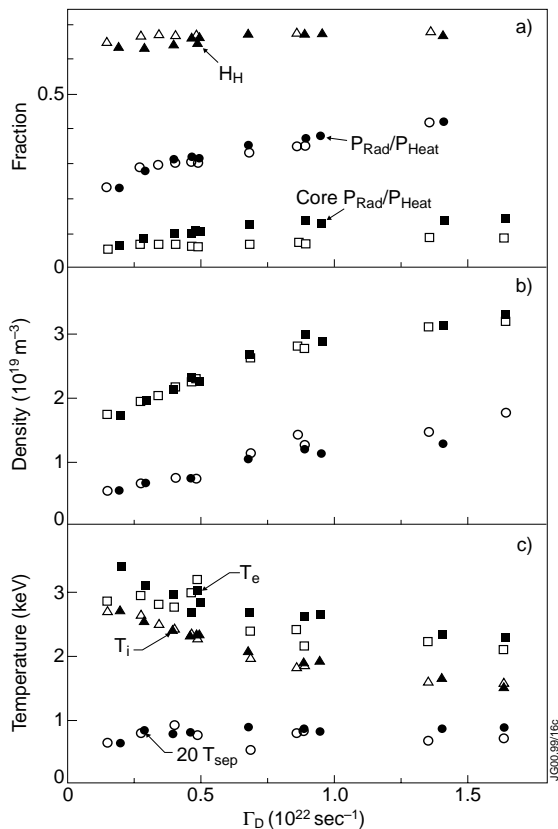 a)
Fraction
0.5
0
H_H
P_Rad/P_Heat
Core P_Rad/P_Heat
b)
Density (10^19 m^−3)
3
2
1
0
c)
Temperature (keV)
3
2
1
0
T_e
T_i
20 T_sep
0
0.5
1.0
1.5
Γ_D (10^22 sec^−1)
JG00.99/16c